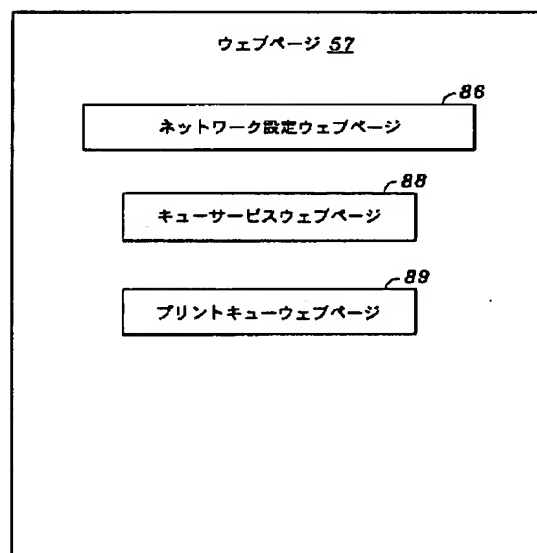 ウェブページ 57
86
ネットワーク設定ウェブページ
88
キューサービスウェブページ
89
プリントキューウェブページ